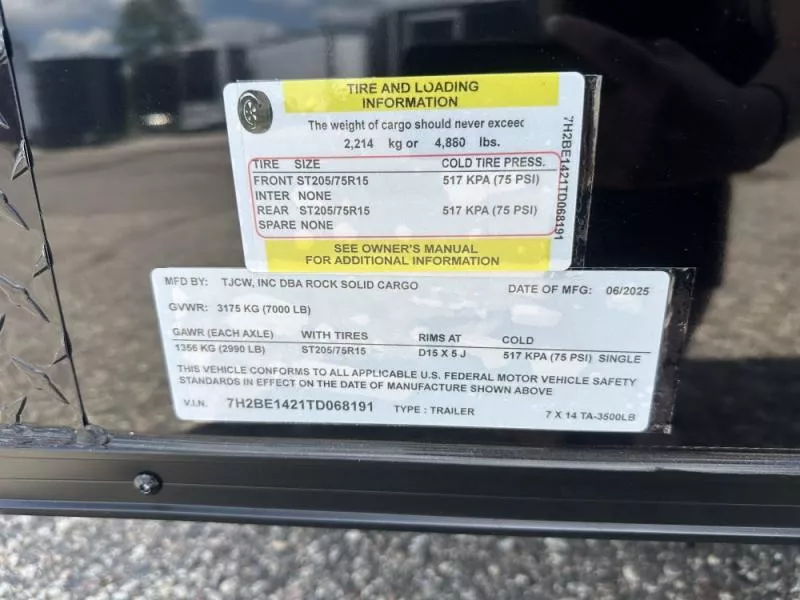 TIRE AND LOADING
INFORMATION
The weight of cargo should never exceed
2,214 kg or 4,880 lbs.
TIRE SIZE COLD TIRE PRESS.
FRONT ST205/75R15 517 KPA (75 PSI)
INTER NONE
REAR ST205/75R15 517 KPA (75 PSI)
SPARE NONE
SEE OWNER'S MANUAL
FOR ADDITIONAL INFORMATION
7H2BE1421TD068191
MFD BY: TJCW, INC DBA ROCK SOLID CARGO DATE OF MFG: 06/2025
GVWR: 3175 KG (7000 LB)
GAWR (EACH AXLE) WITH TIRES RIMS AT COLD
1356 KG (2990 LB) ST205/75R15 D15 X 5 J 517 KPA (75 PSI) SINGLE
THIS VEHICLE CONFORMS TO ALL APPLICABLE U.S. FEDERAL MOTOR VEHICLE SAFETY
STANDARDS IN EFFECT ON THE DATE OF MANUFACTURE SHOWN ABOVE
V.I.N. 7H2BE1421TD068191 TYPE : TRAILER 7 X 14 TA-3500LB